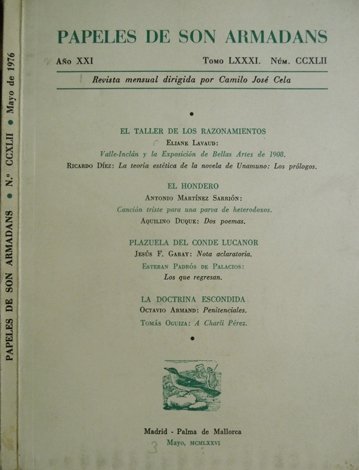 PAPELES DE SON ARMADANS
AÑO XXI TOMO LXXXI. NÚM. CCXLII
Revista mensual dirigida por Camilo José Cela
EL TALLER DE LOS RAZONAMIENTOS
ELIANE LAVAUD:
Valle-Inclán y la Exposición de Bellas Artes de 1908.
RICARDO DÍEZ: La teoría estética de la novela de Unamuno: Los prólogos.
EL HONDERO
ANTONIO MARTÍNEZ SARRIÓN:
Canción triste para una parva de heterodoxos.
AQUILINO DUQUE: Dos poemas.
PLAZUELA DEL CONDE LUCANOR
JESÚS F. GARAY: Nota aclaratoria.
ESTEBAN PADRÓS DE PALACIOS:
Los que regresan.
LA DOCTRINA ESCONDIDA
OCTAVIO ARMAND: Penitenciales.
TOMÁS OGUIZA: A Charli Pérez.
Madrid - Palma de Mallorca
Mayo, MCMLXXVI
PAPELES DE SON ARMADANS • N.º CCXLII • Mayo de 1976